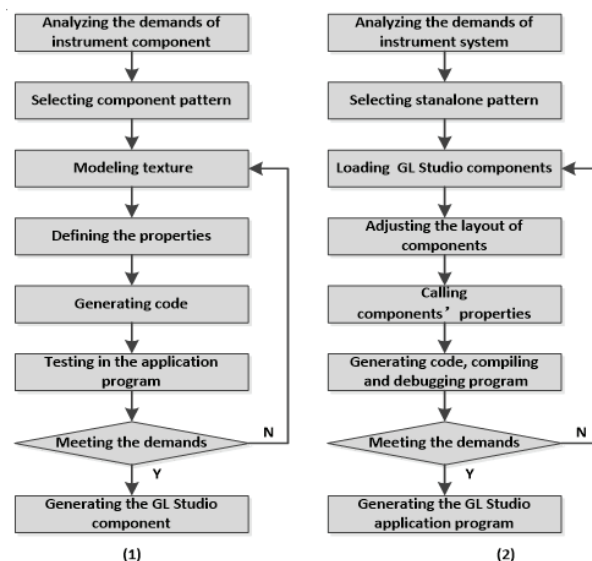 Analyzing the demands of
instrument component
Selecting component pattern
Modeling texture
Defining the properties
Generating code
Testing in the application
program
Meeting the demands
N
Y
Generating the GL Studio
component
(1)
Analyzing the demands of
instrument system
Selecting stanalone pattern
Loading GL Studio components
Adjusting the layout of
components
Calling
components' properties
Generating code, compiling
and debugging program
Meeting the demands
N
Y
Generating the GL Studio
application program
(2)